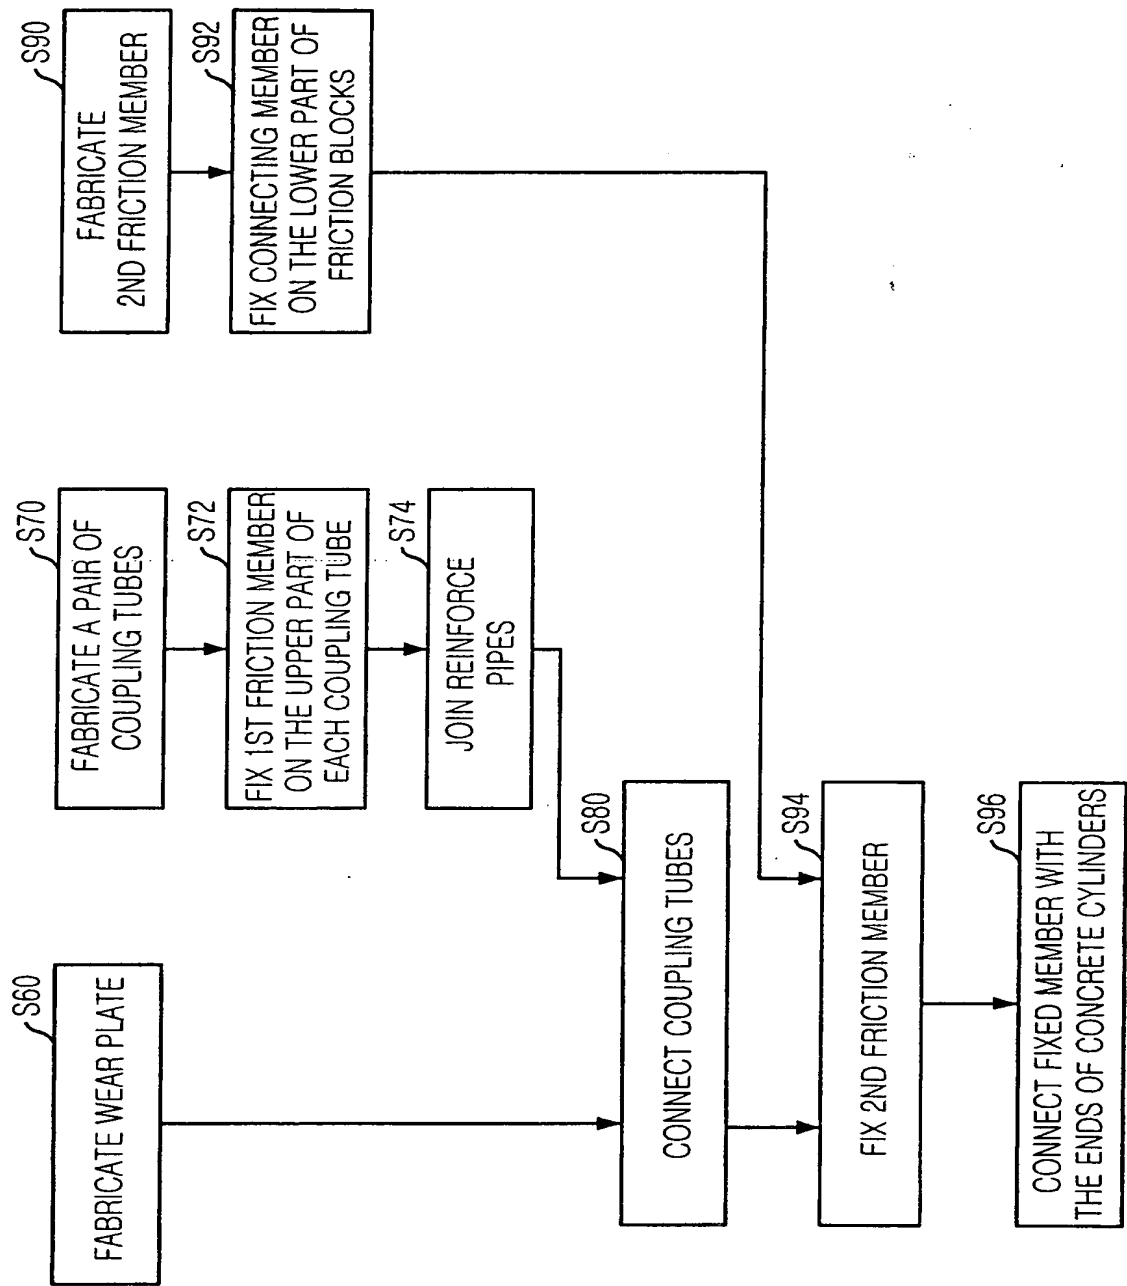 S60
FABRICATE WEAR PLATE
S70
FABRICATE A PAIR OF
COUPLING TUBES
S72
FIX 1ST FRICTION MEMBER
ON THE UPPER PART OF
EACH COUPLING TUBE
S74
JOIN REINFORCE
PIPES
S90
FABRICATE
2ND FRICTION MEMBER
S92
FIX CONNECTING MEMBER
ON THE LOWER PART OF
FRICTION BLOCKS
S80
CONNECT COUPLING TUBES
S94
FIX 2ND FRICTION MEMBER
S96
CONNECT FIXED MEMBER WITH
THE ENDS OF CONCRETE CYLINDERS